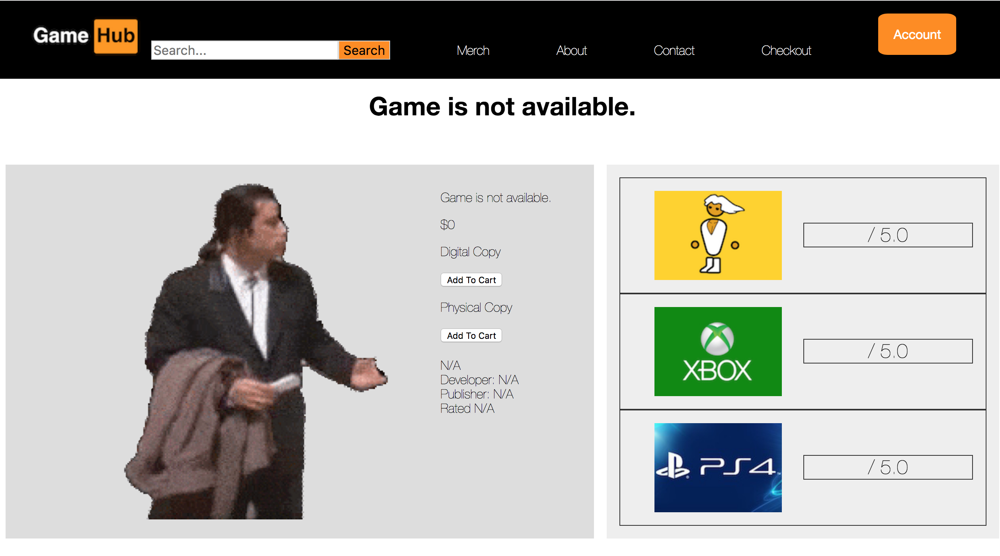 Game Hub
Search... Search
Merch About Contact Checkout
Account
Game is not available.
Game is not available.
$0
Digital Copy
Add To Cart
Physical Copy
Add To Cart
N/A
Developer: N/A
Publisher: N/A
Rated N/A
/ 5.0
XBOX
/ 5.0
PS4
/ 5.0